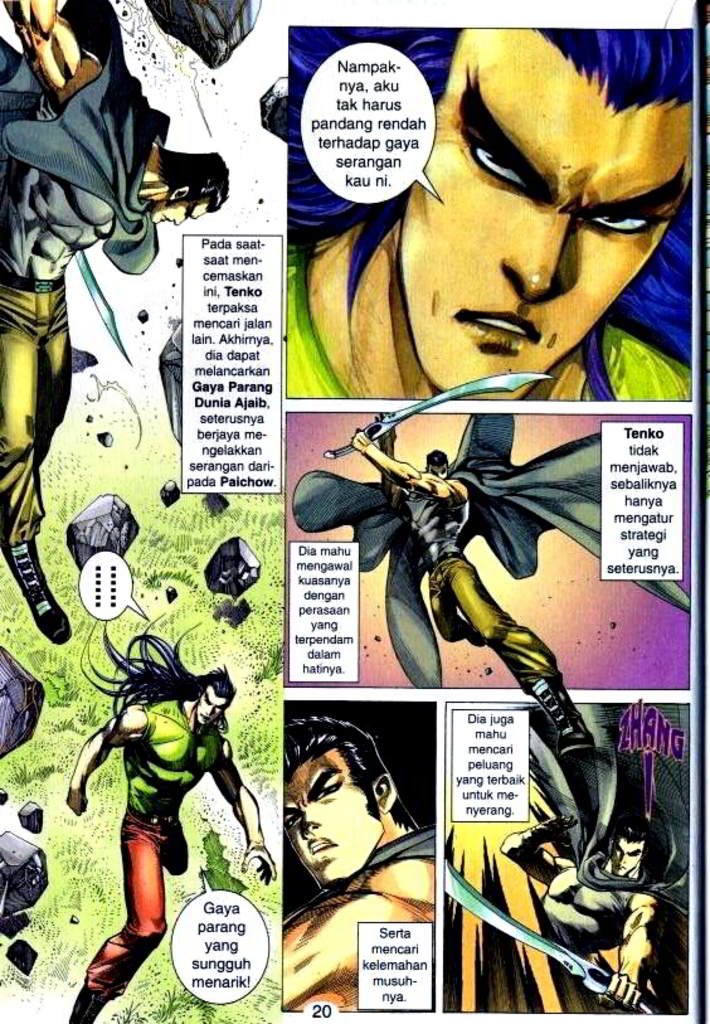 Pada saat-
saat men-
cemaskan
ini, Tenko
terpaksa
mencari jalan
lain. Akhirnya,
dia dapat
melancarkan
Gaya Parang
Dunia Ajaib,
seterusnya
berjaya me-
ngelakkan
serangan dari-
pada Paichow.
Gaya
parang
yang
sungguh
menarik!
Nampak-
nya, aku
tak harus
pandang rendah
terhadap gaya
serangan
kau ni.
Tenko
tidak
menjawab,
sebaliknya
hanya
mengatur
strategi
yang
seterusnya.
Dia mahu
mengawal
kuasanya
dengan
perasaan
yang
terpendam
dalam
hatinya.
Serta
mencari
kelemahan
musuh-
nya.
Dia juga
mahu
mencari
peluang
yang terbaik
untuk me-
nyerang.
ZHANG
!
20